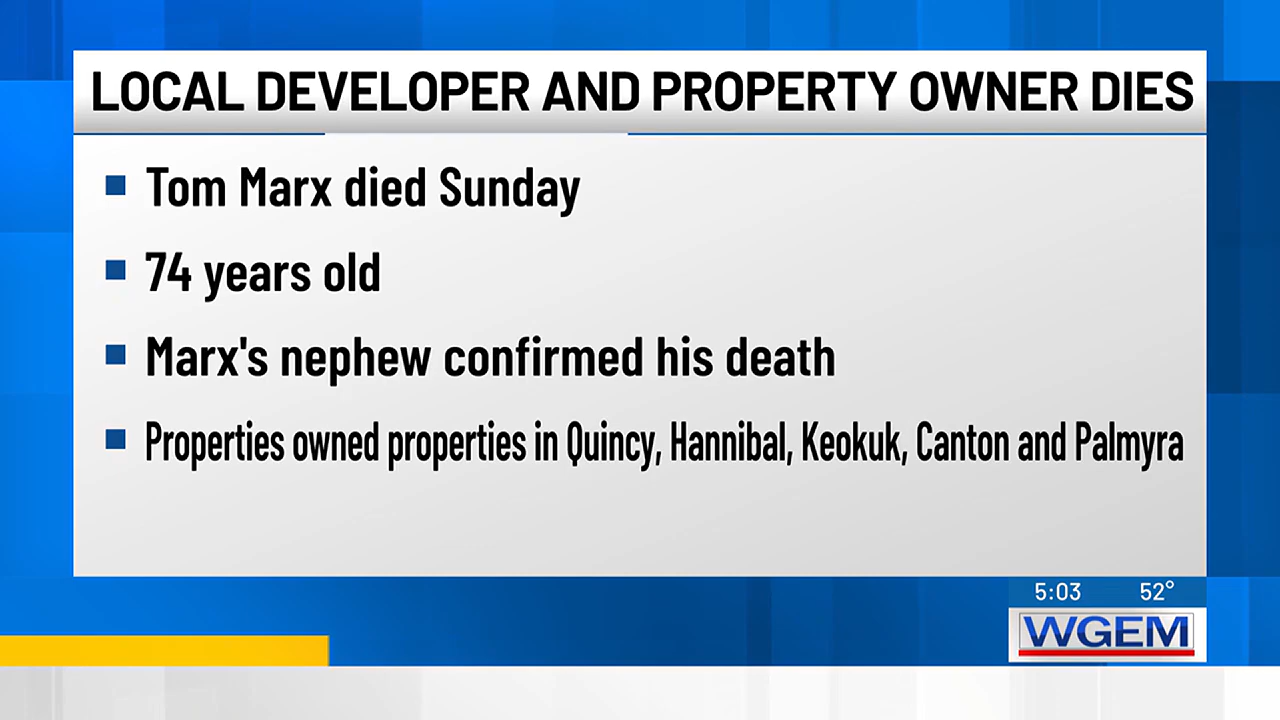 LOCAL DEVELOPER AND PROPERTY OWNER DIES
Tom Marx died Sunday
74 years old
Marx's nephew confirmed his death
Properties owned properties in Quincy, Hannibal, Keokuk, Canton and Palmyra
5:03 52°
WGEM